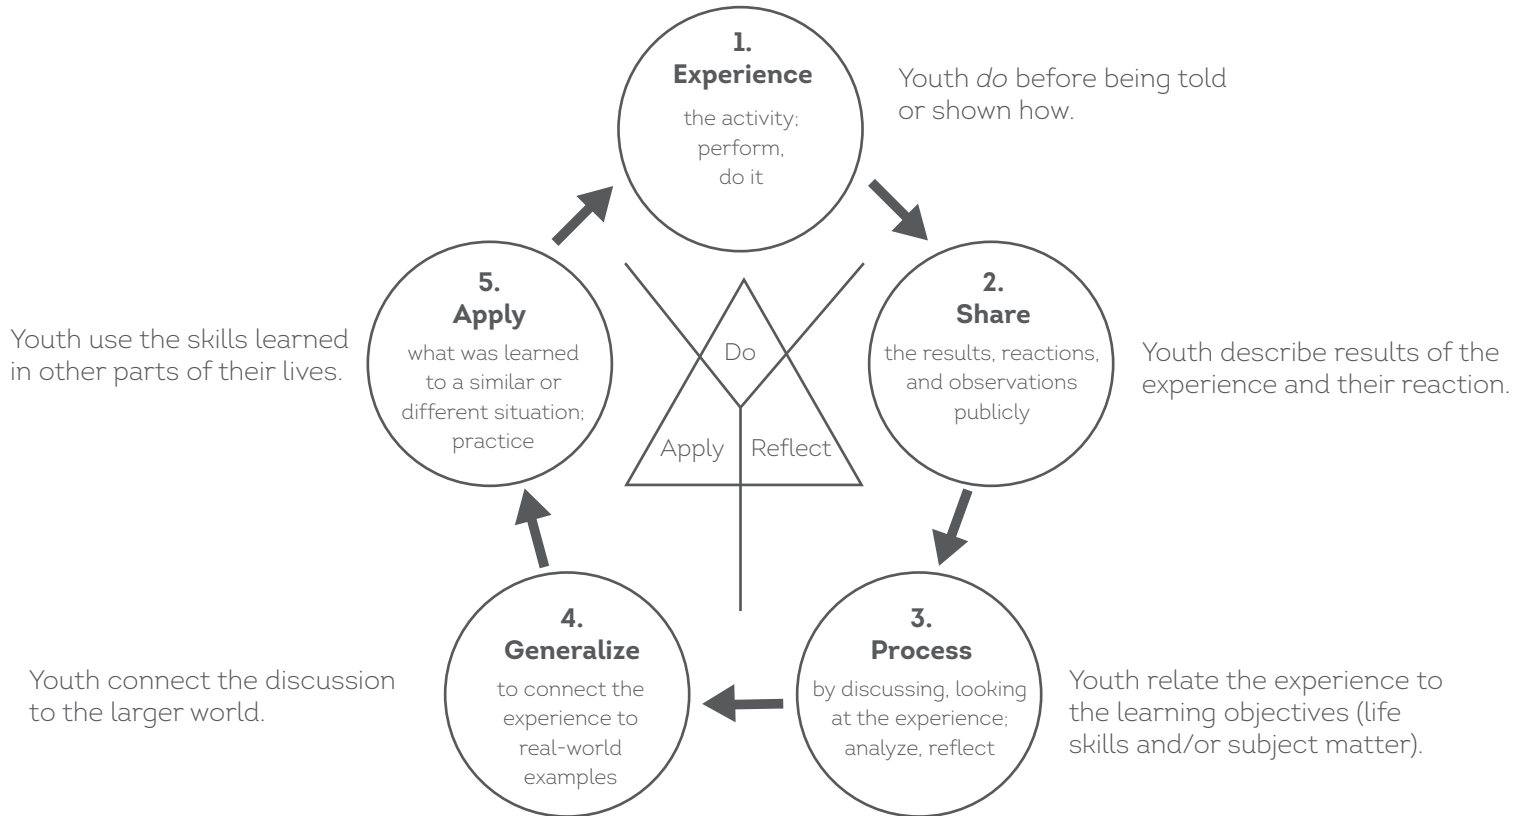 1.
Experience
the activity;
perform,
do it
Youth do before being told
or shown how.
2.
Share
the results, reactions,
and observations
publicly
Youth describe results of the
experience and their reaction.
3.
Process
by discussing, looking
at the experience;
analyze, reflect
Youth relate the experience to
the learning objectives (life
skills and/or subject matter).
4.
Generalize
to connect the
experience to
real-world
examples
Youth connect the discussion
to the larger world.
5.
Apply
what was learned
to a similar or
different situation;
practice
Youth use the skills learned
in other parts of their lives.
Do
Apply
Reflect